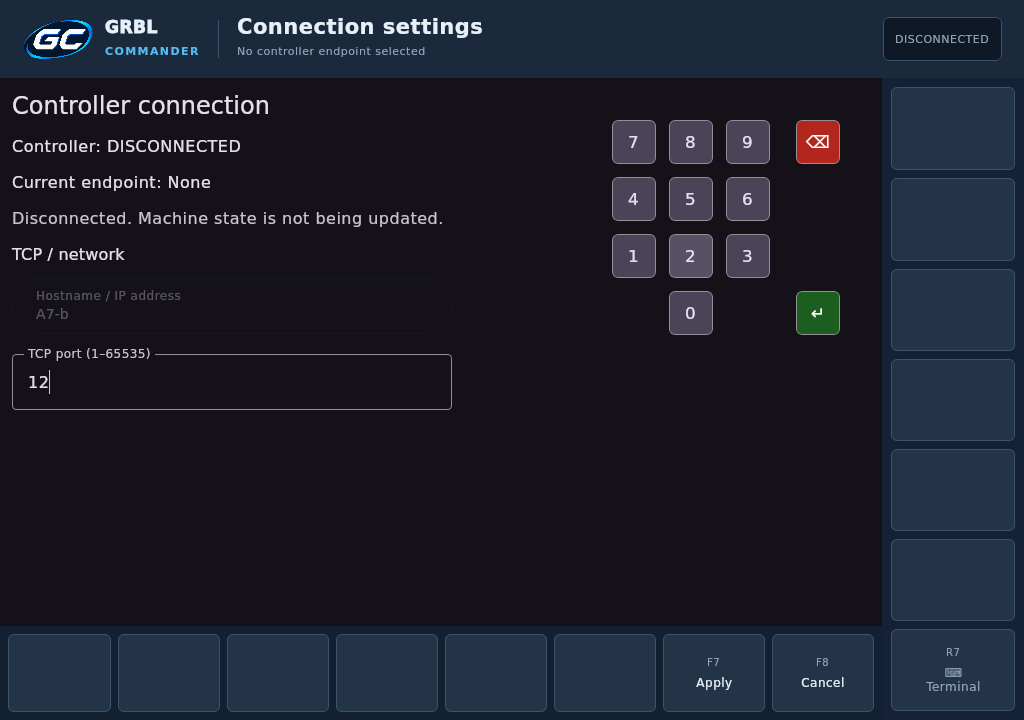 GC
GRBL
COMMANDER
Connection settings
No controller endpoint selected
DISCONNECTED
Controller connection
Controller: DISCONNECTED
Current endpoint: None
Disconnected. Machine state is not being updated.
TCP / network
Hostname / IP address
A7-b
TCP port (1–65535)
12
7 8 9 ⌫
4 5 6
1 2 3
0 ↵
F7
Apply
F8
Cancel
R7
⌨
Terminal